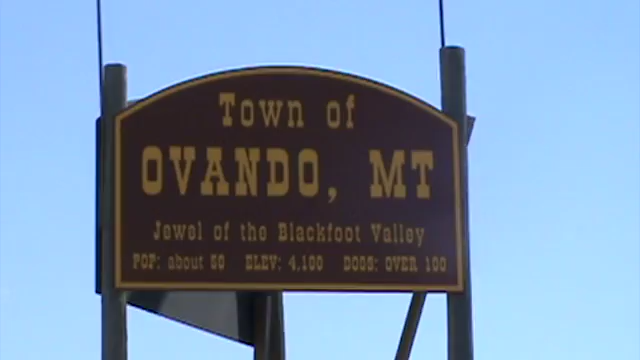 Town of
OVANDO, MT
Jewel of the Blackfoot Valley
POP: about 50 ELEV: 4,100 DOGS: OVER 100